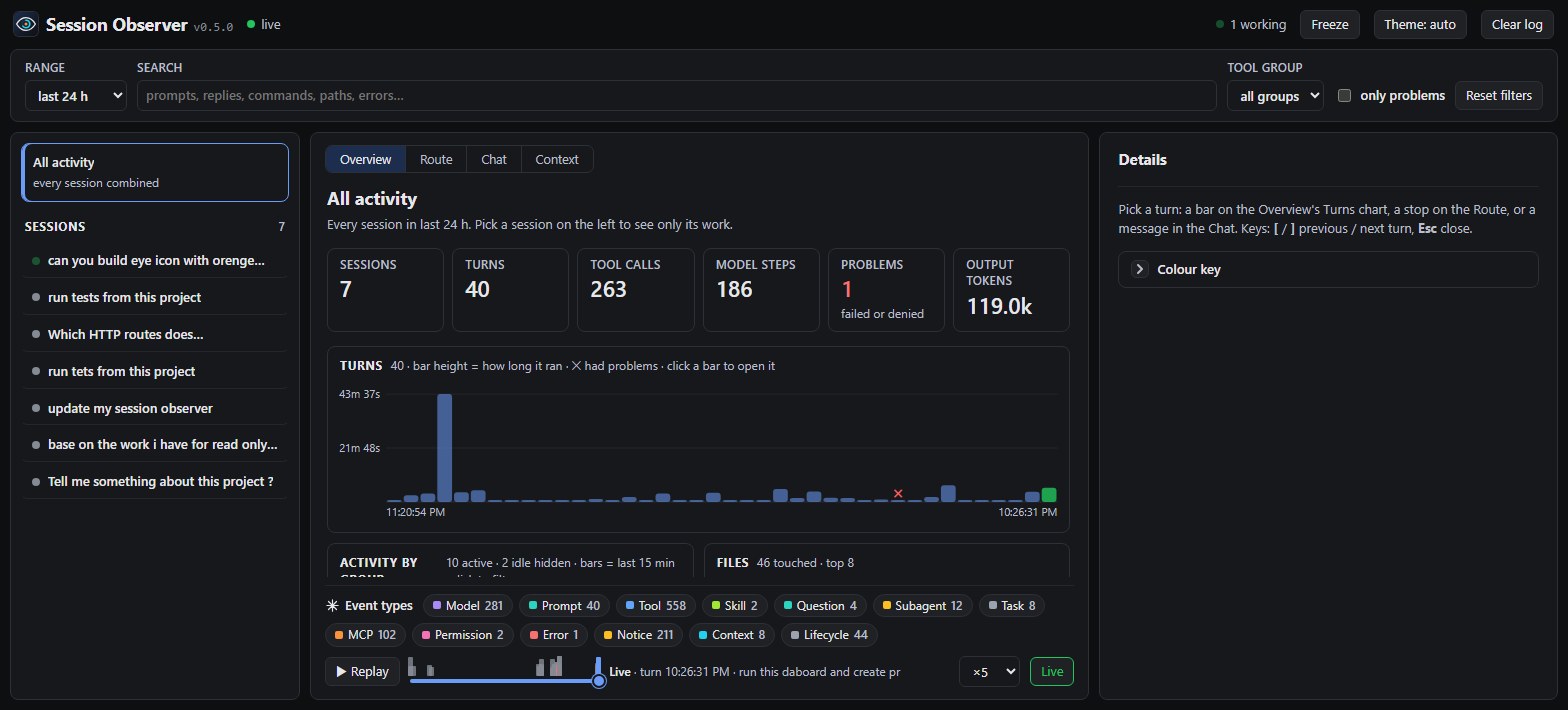 Session Observer v0.5.0 live
1 working Freeze Theme: auto Clear log
RANGE SEARCH TOOL GROUP
last 24 h prompts, replies, commands, paths, errors... all groups only problems Reset filters
All activity
every session combined
SESSIONS 7
can you build eye icon with orenge...
run tests from this project
Which HTTP routes does...
run tets from this project
update my session observer
base on the work i have for read only...
Tell me something about this project ?
Overview Route Chat Context
All activity
Every session in last 24 h. Pick a session on the left to see only its work.
SESSIONS
7
TURNS
40
TOOL CALLS
263
MODEL STEPS
186
PROBLEMS
1
failed or denied
OUTPUT
TOKENS
119.0k
TURNS 40 · bar height = how long it ran · ✕ had problems · click a bar to open it
43m 37s
21m 48s
11:20:54 PM 10:26:31 PM
ACTIVITY BY 10 active · 2 idle hidden · bars = last 15 min
FILES 46 touched · top 8
Event types Model 281 Prompt 40 Tool 558 Skill 2 Question 4 Subagent 12 Task 8
MCP 102 Permission 2 Error 1 Notice 211 Context 8 Lifecycle 44
Replay Live · turn 10:26:31 PM · run this daboard and create pr ×5 Live
Details
Pick a turn: a bar on the Overview's Turns chart, a stop on the Route, or a
message in the Chat. Keys: [ / ] previous / next turn, Esc close.
Colour key